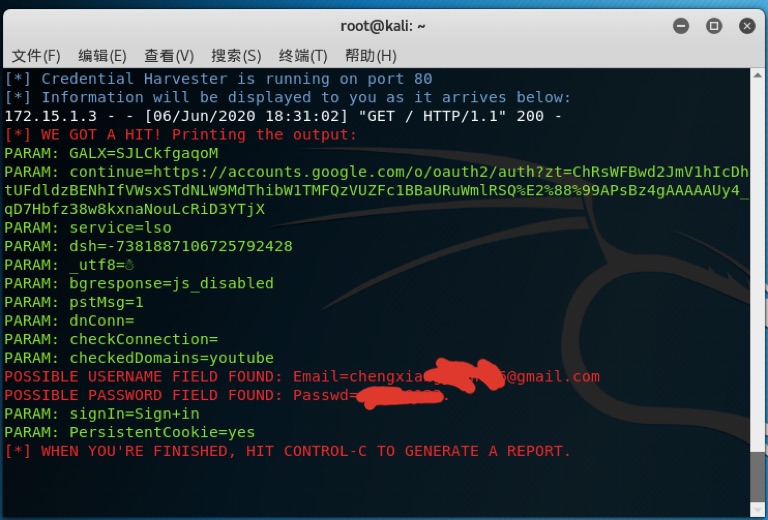 root@kali: ~
文件(F) 编辑(E) 查看(V) 搜索(S) 终端(T) 帮助(H)
[*] Credential Harvester is running on port 80
[*] Information will be displayed to you as it arrives below:
172.15.1.3 - - [06/Jun/2020 18:31:02] "GET / HTTP/1.1" 200 -
[*] WE GOT A HIT! Printing the output:
PARAM: GALX=SJLCkfgaqoM
PARAM: continue=https://accounts.google.com/o/oauth2/auth?zt=ChRsWFBwd2JmV1hIcDh
tUFdldzBENhIfVWsxSTdNLW9MdThibW1TMFQzVUZFc1BBaURuWmlRSQ%E2%88%99APsBz4gAAAAAUy4_
qD7Hbfz38w8kxnaNouLcRiD3YTjX
PARAM: service=lso
PARAM: dsh=-7381887106725792428
PARAM: _utf8=☃
PARAM: bgresponse=js_disabled
PARAM: pstMsg=1
PARAM: dnConn=
PARAM: checkConnection=
PARAM: checkedDomains=youtube
POSSIBLE USERNAME FIELD FOUND: Email=chengxia @gmail.com
POSSIBLE PASSWORD FIELD FOUND: Passwd=
PARAM: signIn=Sign+in
PARAM: PersistentCookie=yes
[*] WHEN YOU'RE FINISHED, HIT CONTROL-C TO GENERATE A REPORT.